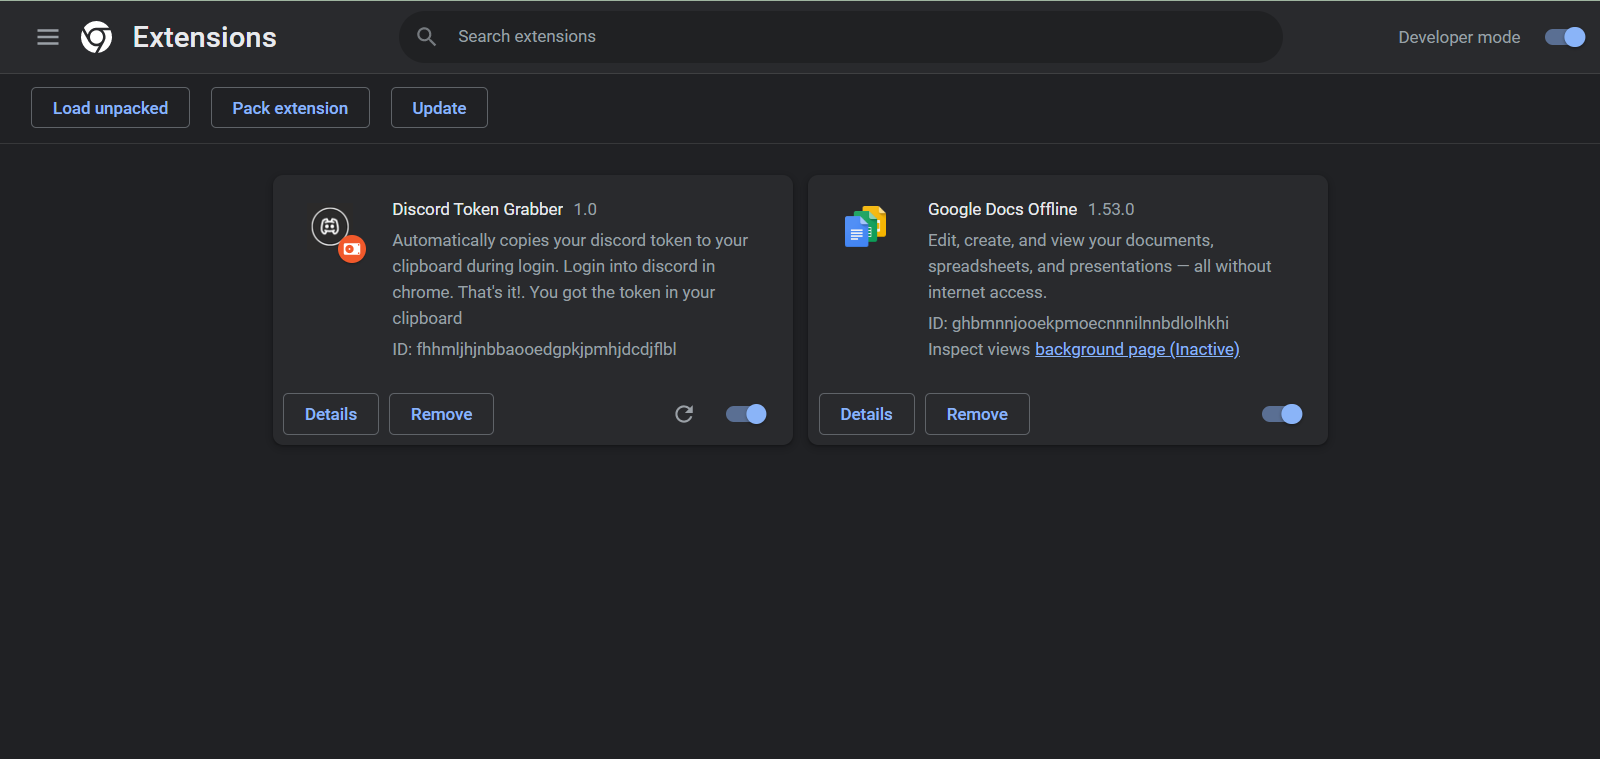 Extensions
Search extensions
Developer mode
Load unpacked
Pack extension
Update
Discord Token Grabber 1.0
Automatically copies your discord token to your
clipboard during login. Login into discord in
chrome. That's it!. You got the token in your
clipboard
ID: fhhmljhjnbbaooedgpkjpmhjdcdjflbl
Details
Remove
Google Docs Offline 1.53.0
Edit, create, and view your documents,
spreadsheets, and presentations — all without
internet access.
ID: ghbmnnjooekpmoecnnnilnnbdlolhkhi
Inspect views background page (Inactive)
Details
Remove